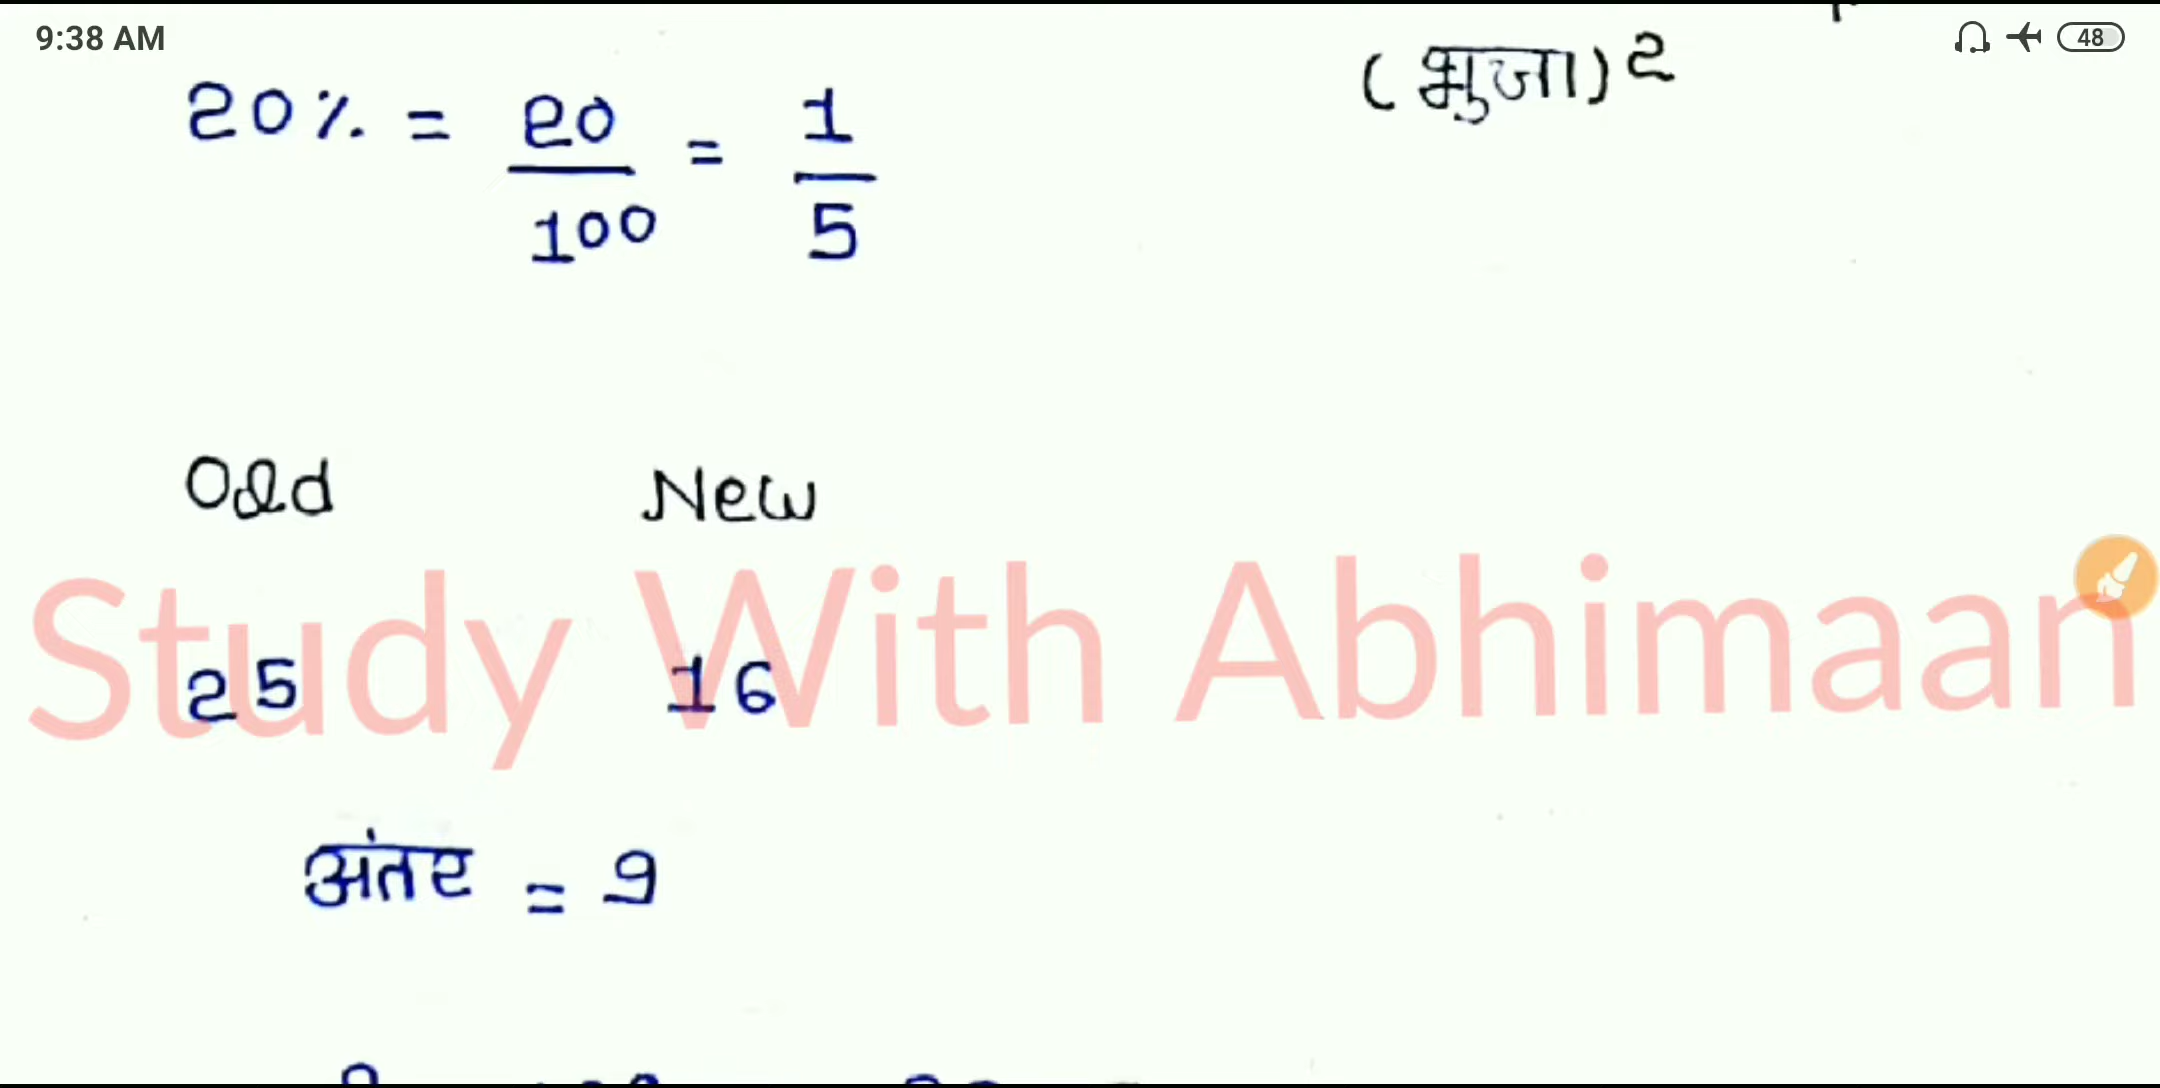 9:38 AM
48
(भुजा)2
20% = 20/100 = 1/5
Old New
Study With Abhimaan
25 16
अंतर = 9